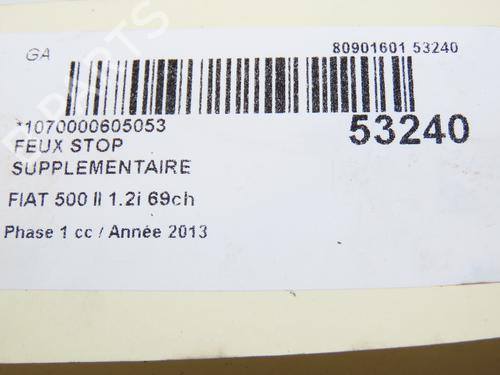 GA
80901601 53240
*1070000605053
53240
FEUX STOP
SUPPLEMENTAIRE
FIAT 500 II 1.2i 69ch
Phase 1 cc / Année 2013